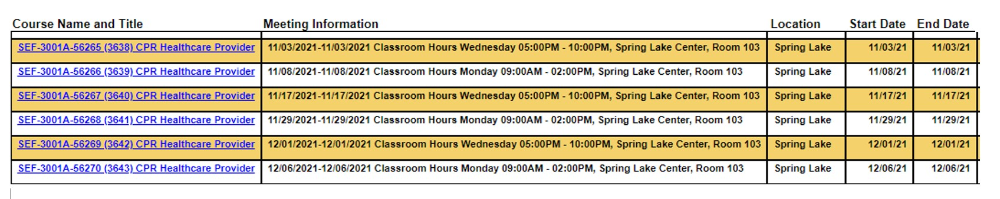 Course Name and Title Meeting Information Location Start Date End Date
SEF-3001A-56265 (3638) CPR Healthcare Provider 11/03/2021-11/03/2021 Classroom Hours Wednesday 05:00PM - 10:00PM, Spring Lake Center, Room 103 Spring Lake 11/03/21 11/03/21
SEF-3001A-56266 (3639) CPR Healthcare Provider 11/08/2021-11/08/2021 Classroom Hours Monday 09:00AM - 02:00PM, Spring Lake Center, Room 103 Spring Lake 11/08/21 11/08/21
SEF-3001A-56267 (3640) CPR Healthcare Provider 11/17/2021-11/17/2021 Classroom Hours Wednesday 05:00PM - 10:00PM, Spring Lake Center, Room 103 Spring Lake 11/17/21 11/17/21
SEF-3001A-56268 (3641) CPR Healthcare Provider 11/29/2021-11/29/2021 Classroom Hours Monday 09:00AM - 02:00PM, Spring Lake Center, Room 103 Spring Lake 11/29/21 11/29/21
SEF-3001A-56269 (3642) CPR Healthcare Provider 12/01/2021-12/01/2021 Classroom Hours Wednesday 05:00PM - 10:00PM, Spring Lake Center, Room 103 Spring Lake 12/01/21 12/01/21
SEF-3001A-56270 (3643) CPR Healthcare Provider 12/06/2021-12/06/2021 Classroom Hours Monday 09:00AM - 02:00PM, Spring Lake Center, Room 103 Spring Lake 12/06/21 12/06/21